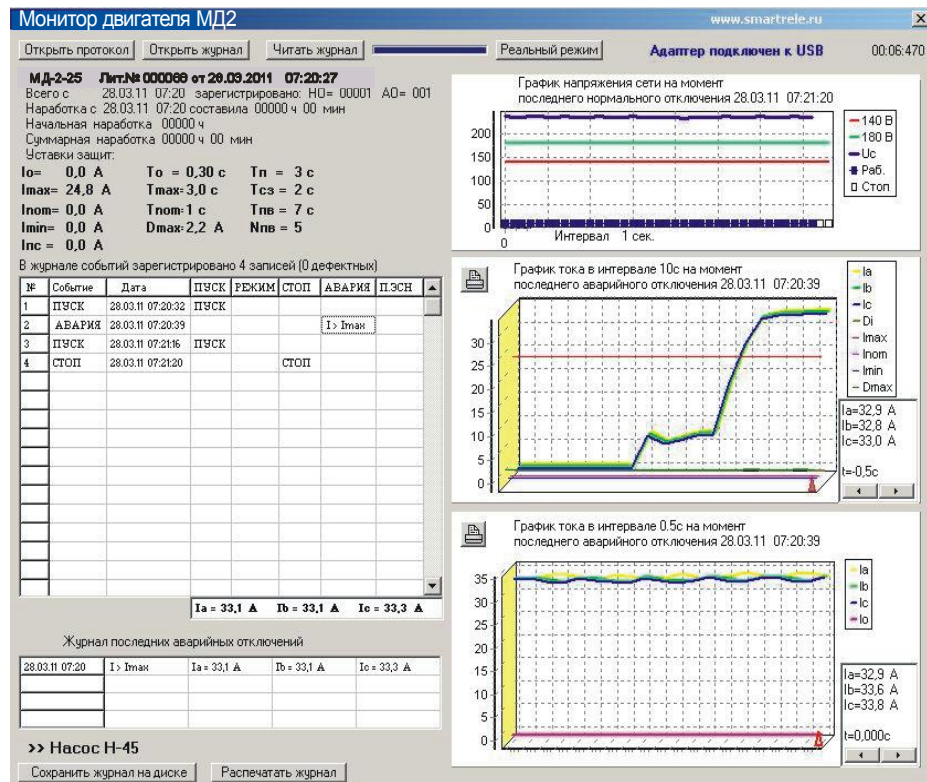 Монитор двигателя МД2 www.smartrele.ru
Открыть протокол Открыть журнал Читать журнал Реальный режим Адаптер подключен к USB 00:06:470
МД-2-25 Лит.№ 000066 от 26.03.2011 07:20:27
Всего с 28.03.11 07:20 зарегистрировано: НО= 00001 АО= 001
Наработка с 28.03.11 07:20 составила 00000 ч 00 мин
Начальная наработка 00000 ч
Суммарная наработка 00000 ч 00 мин
Уставки защит:
Io= 0,0 A To = 0,30 c Тп = 3 c
Imax= 24,8 A Tmax= 3,0 c Тсз = 2 c
Inom= 0,0 A Tnom= 1 c Тпв = 7 c
Imin= 0,0 A Dmax= 2,2 A Nпв = 5
Inc = 0,0 A
В журнале событий зарегистрировано 4 записей (0 дефектных)
№ Событие Дата ПУСК РЕЖИМ СТОП АВАРИЯ П.ЭСН
1 ПУСК 28.03.11 07:20:32 ПУСК
2 АВАРИЯ 28.03.11 07:20:39 I> Imax
3 ПУСК 28.03.11 07:21:16 ПУСК
4 СТОП 28.03.11 07:21:20 СТОП
Ia = 33,1 A Ib = 33,1 A Ic = 33,3 A
Журнал последних аварийных отключений
28.03.11 07:20 I> Imax Ia = 33,1 A Ib = 33,1 A Ic = 33,3 A
>> Насос Н-45
Сохранить журнал на диске Распечатать журнал
График напряжения сети на момент
последнего нормального отключения 28.03.11 07:21:20
200
150
100
50
0
0
Интервал 1 сек.
140 В
180 В
Uc
Раб.
Стоп
График тока в интервале 10с на момент
последнего аварийного отключения 28.03.11 07:20:39
30
25
20
15
10
5
0
Ia
Ib
Ic
Di
Imax
Inom
Imin
Dmax
Ia=32,9 A
Ib=32,8 A
Ic=33,0 A
t=-0,5c
График тока в интервале 0.5с на момент
последнего аварийного отключения 28.03.11 07:20:39
35
30
25
20
15
10
5
0
Ia
Ib
Ic
Io
Ia=32,9 A
Ib=33,6 A
Ic=33,8 A
t=0,000c